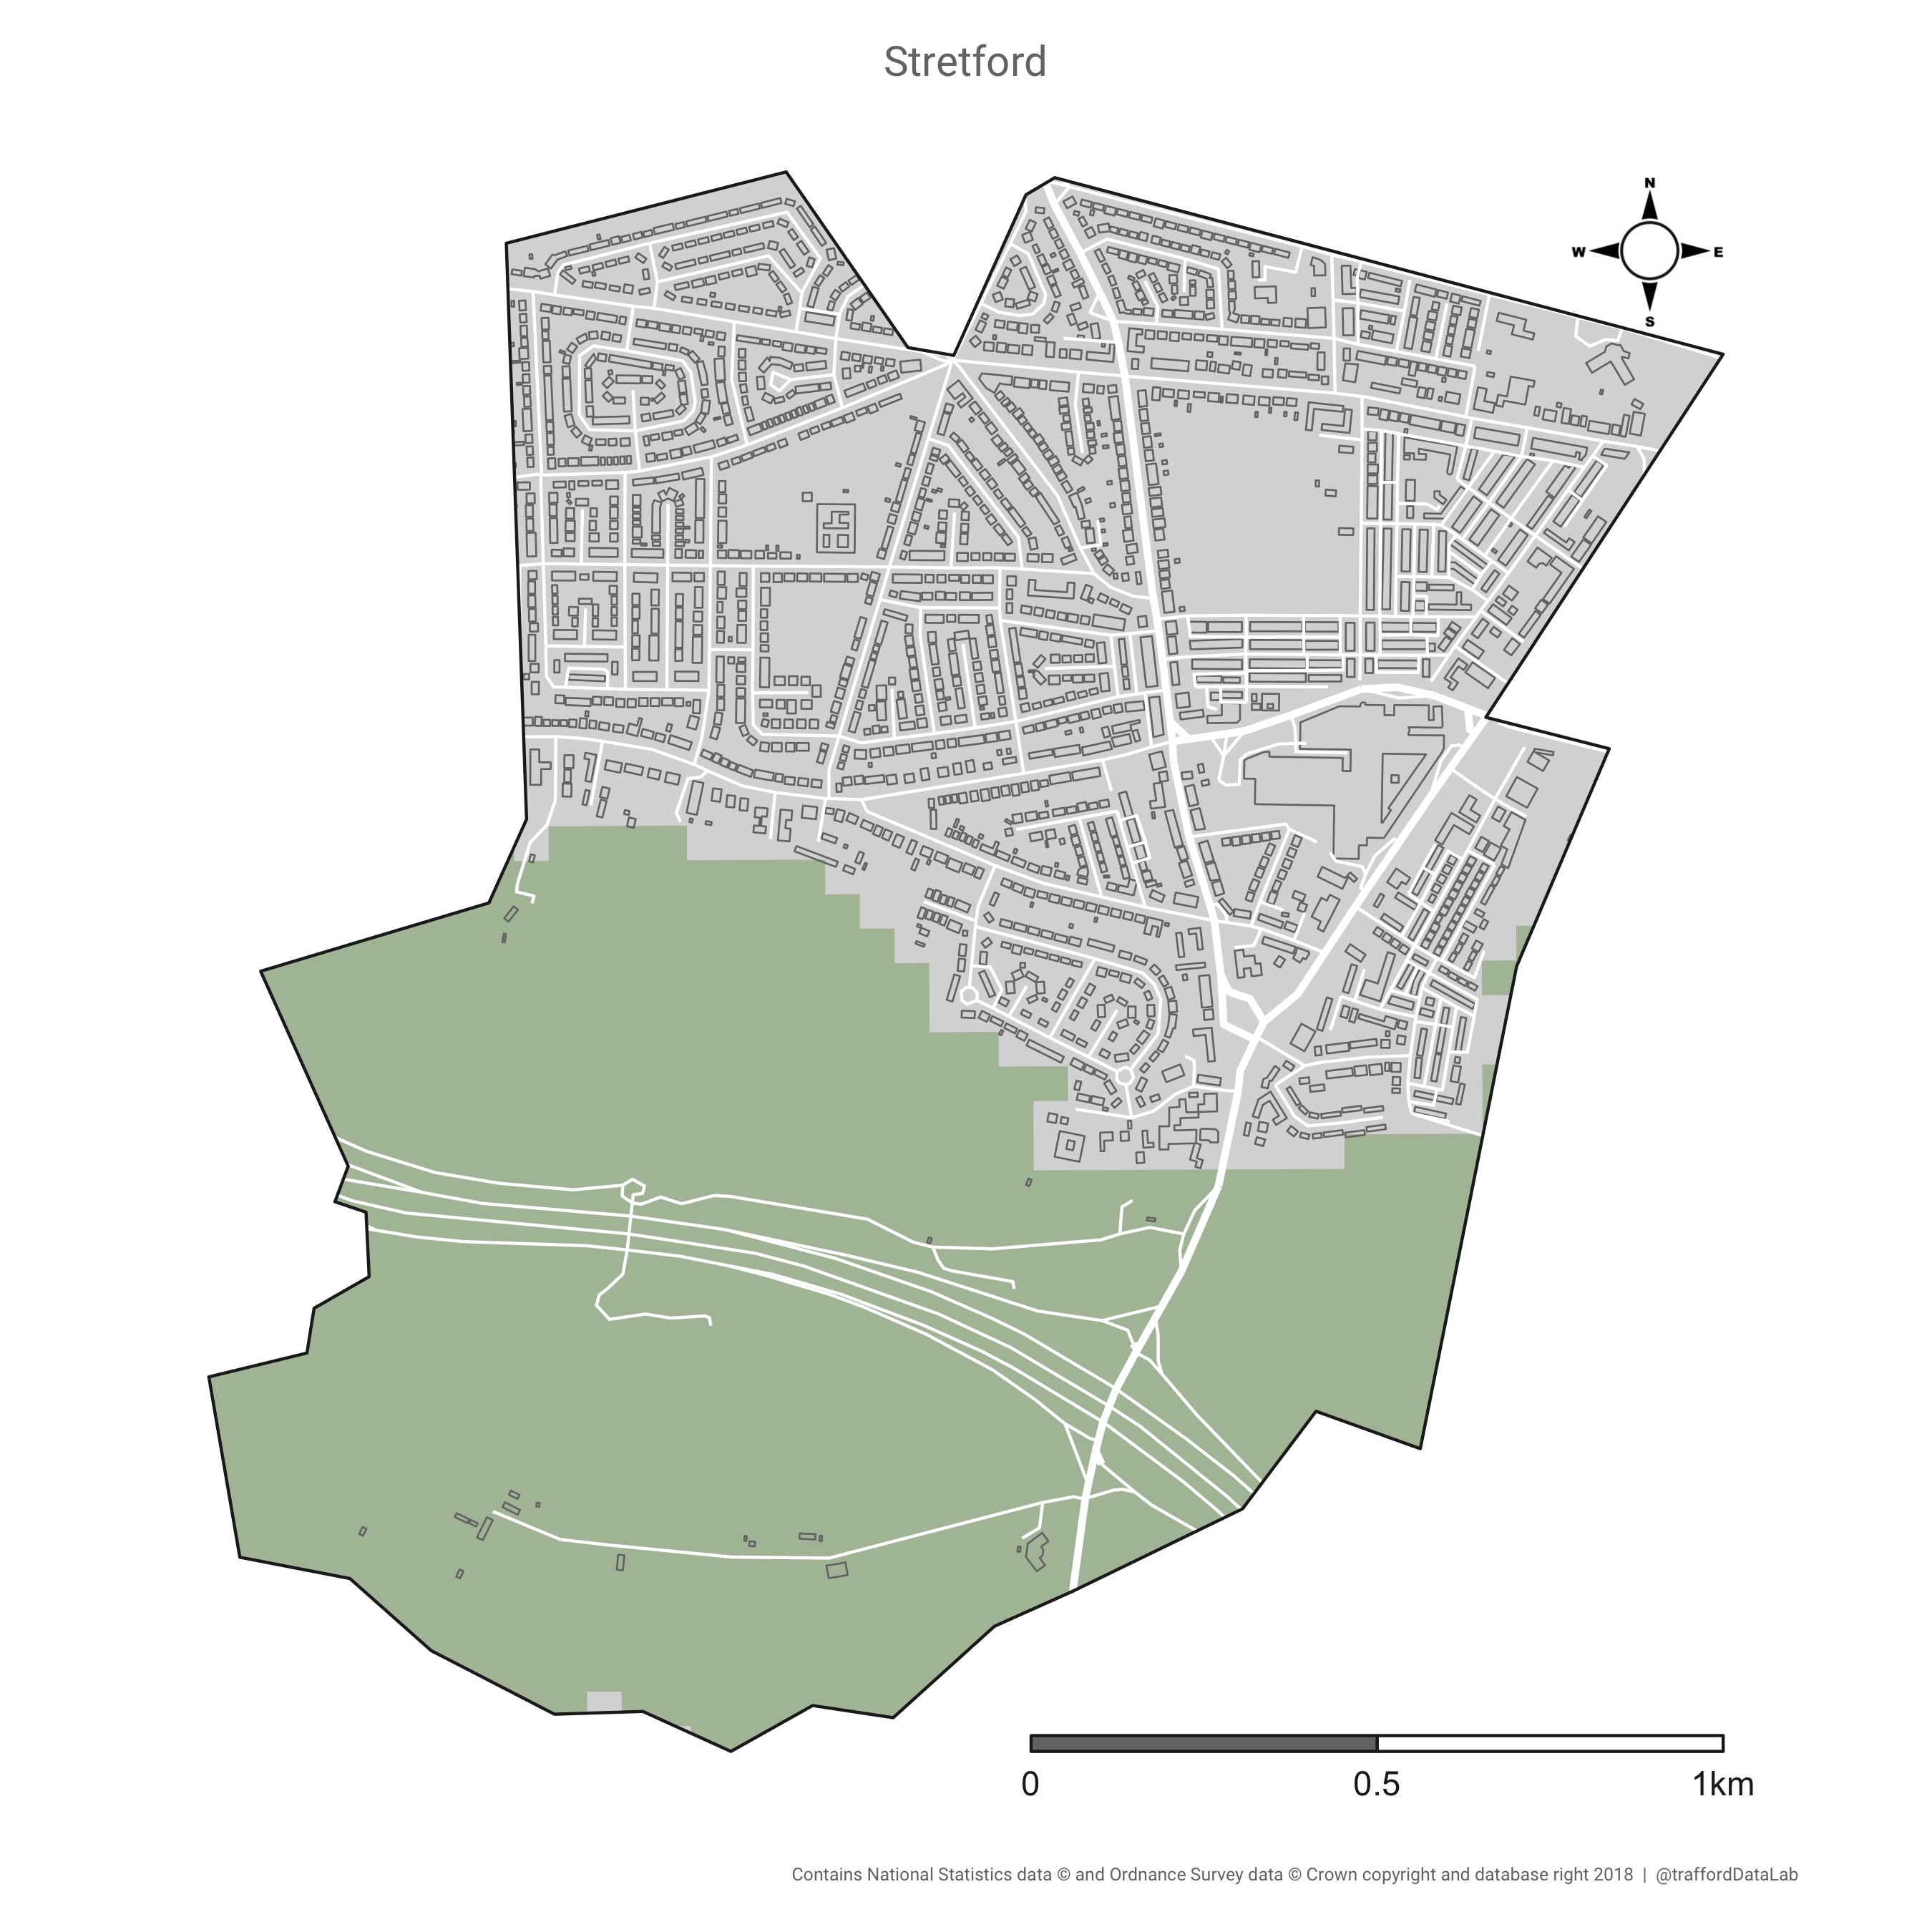 Stretford
N
W E
S
0 0.5 1km
Contains National Statistics data © and Ordnance Survey data © Crown copyright and database right 2018 | @traffordDataLab